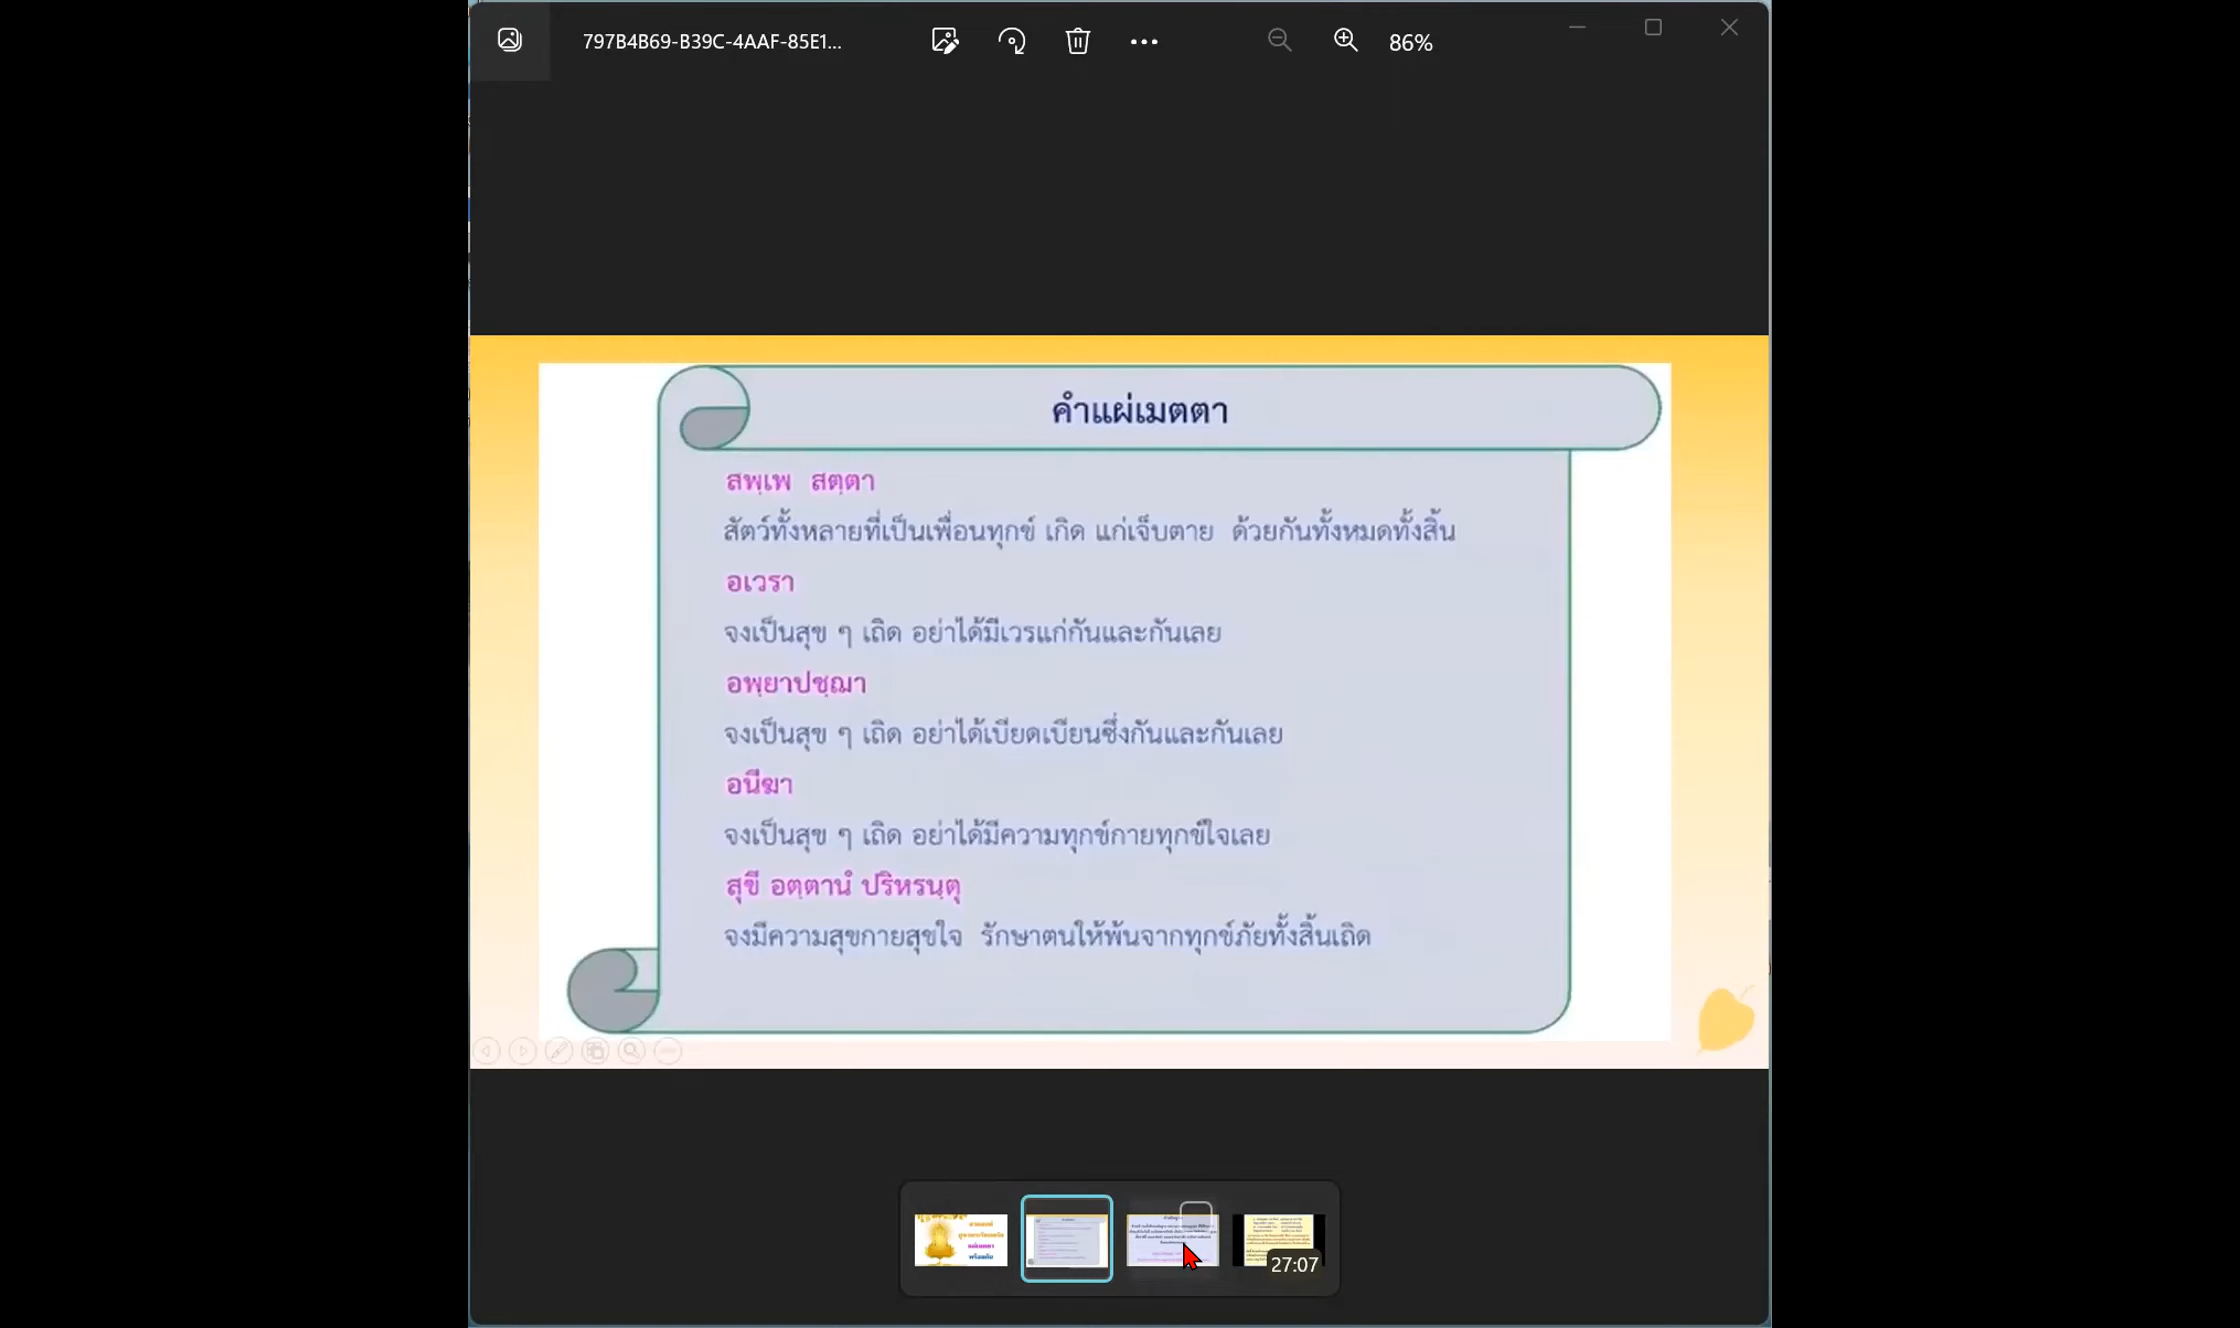 797B4B69-B39C-4AAF-85E1...
86%
คำแผ่เมตตา
สพฺเพ สตฺตา
สัตว์ทั้งหลายที่เป็นเพื่อนทุกข์ เกิด แก่เจ็บตาย ด้วยกันทั้งหมดทั้งสิ้น
อเวรา
จงเป็นสุข ๆ เถิด อย่าได้มีเวรแก่กันและกันเลย
อพฺยาปชฺฌา
จงเป็นสุข ๆ เถิด อย่าได้เบียดเบียนซึ่งกันและกันเลย
อนีฆา
จงเป็นสุข ๆ เถิด อย่าได้มีความทุกข์กายทุกข์ใจเลย
สุขี อตฺตานํ ปริหรนฺตุ
จงมีความสุขกายสุขใจ รักษาตนให้พ้นจากทุกข์ภัยทั้งสิ้นเถิด
27:07